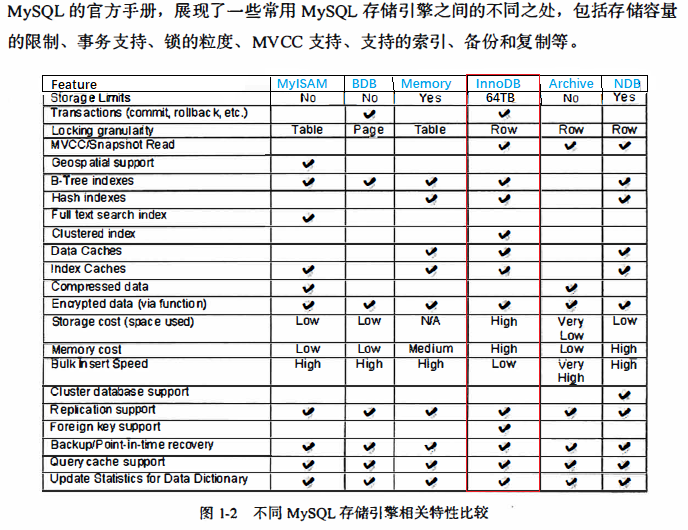 MySQL 的官方手册，展现了一些常用 MySQL 存储引擎之间的不同之处，包括存储容量
的限制、事务支持、锁的粒度、MVCC 支持、支持的索引、备份和复制等。
Feature MyISAM BDB Memory InnoDB Archive NDB
Storage Limits No No Yes 64TB No Yes
Transactions (commit, rollback, etc.) ✔ ✔
Locking granularity Table Page Table Row Row Row
MVCC/Snapshot Read ✔ ✔ ✔
Geospatial support ✔
B-Tree indexes ✔ ✔ ✔ ✔ ✔
Hash indexes ✔ ✔ ✔
Full text search index ✔
Clustered index ✔
Data Caches ✔ ✔ ✔
Index Caches ✔ ✔ ✔ ✔
Compressed data ✔ ✔
Encrypted data (via function) ✔ ✔ ✔ ✔ ✔ ✔
Storage cost (space used) Low Low N/A High Very Low Low
Memory cost Low Low Medium High Low High
Bulk Insert Speed High High High Low Very High High
Cluster database support ✔
Replication support ✔ ✔ ✔ ✔ ✔ ✔
Foreign key support ✔
Backup/Point-in-time recovery ✔ ✔ ✔ ✔ ✔ ✔
Query cache support ✔ ✔ ✔ ✔ ✔ ✔
Update Statistics for Data Dictionary ✔ ✔ ✔ ✔ ✔ ✔
图 1-2 不同 MySQL 存储引擎相关特性比较